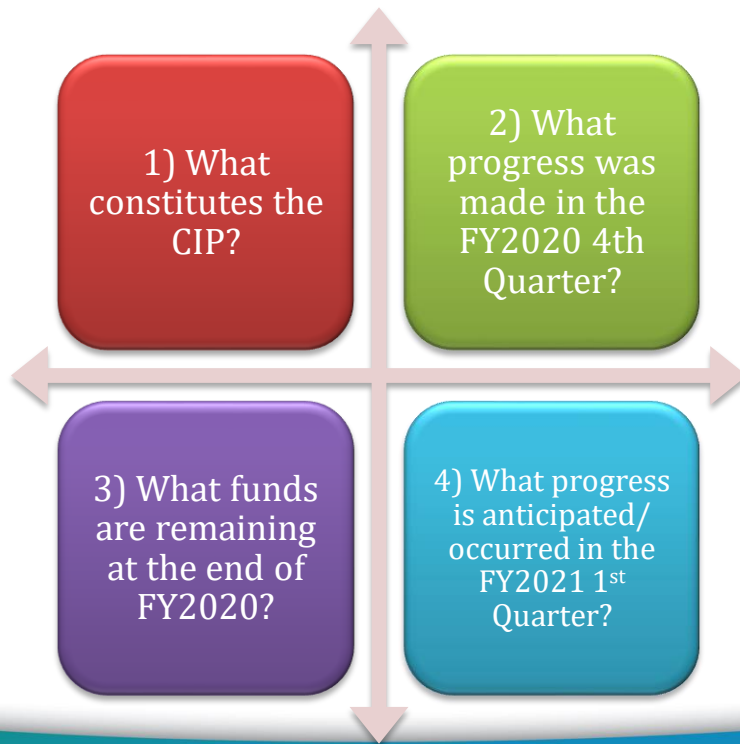 1) What
constitutes the
CIP?
2) What
progress was
made in the
FY2020 4th
Quarter?
3) What funds
are remaining
at the end of
FY2020?
4) What progress
is anticipated/
occurred in the
FY2021 1st
Quarter?